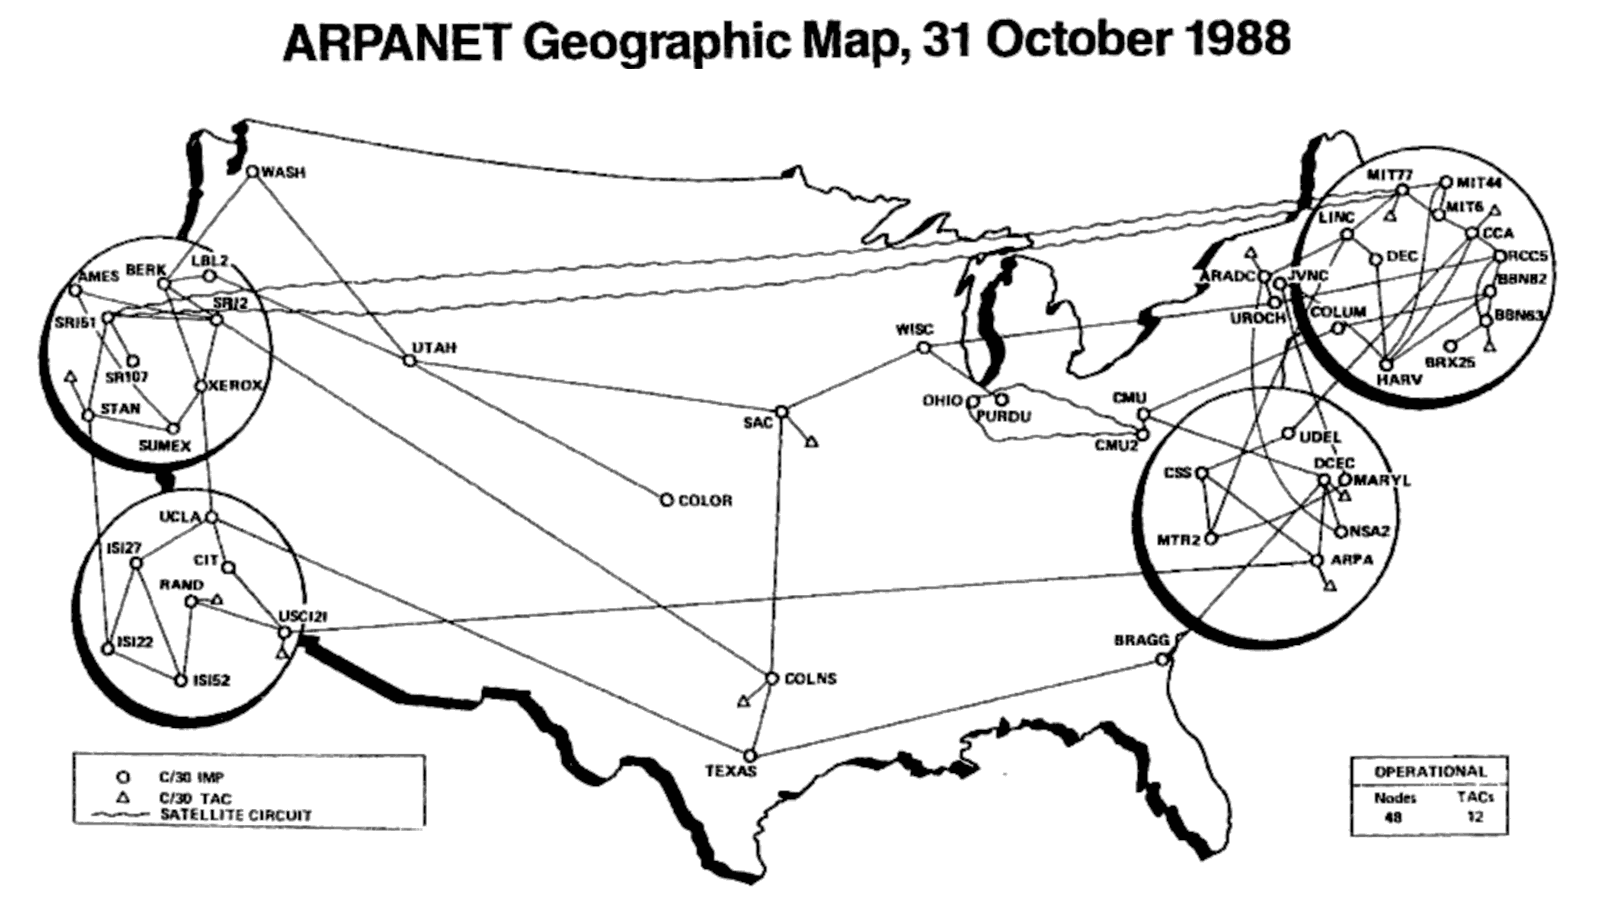 ARPANET Geographic Map, 31 October 1988
WASH
MIT77
MIT44
MIT6
LINC
CCA
DEC
RCC5
BBN82
BBN63
BRX25
HARV
ARADC
JVNC
UROCH
COLUM
AMES
BERK
LBL2
SRI2
SRI51
SRI07
XEROX
STAN
SUMEX
UTAH
WISC
OHIO
PURDU
CMU
CMU2
SAC
COLOR
UDEL
DCEC
CSS
MARYL
MTR2
NSA2
ARPA
UCLA
ISI27
CIT
RAND
USCI21
ISI22
ISI52
BRAGG
COLNS
TEXAS
C/30 IMP
C/30 TAC
SATELLITE CIRCUIT
OPERATIONAL
Nodes TACs
48 12